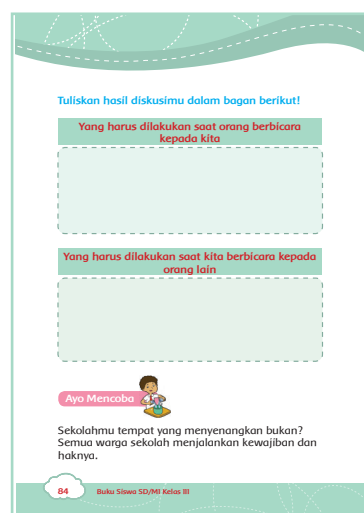 Tuliskan hasil diskusimu dalam bagan berikut!
Yang harus dilakukan saat orang berbicara
kepada kita
Yang harus dilakukan saat kita berbicara kepada
orang lain
Ayo Mencoba
Sekolahmu tempat yang menyenangkan bukan?
Semua warga sekolah menjalankan kewajiban dan
haknya.
84
Buku Siswa SD/MI Kelas III